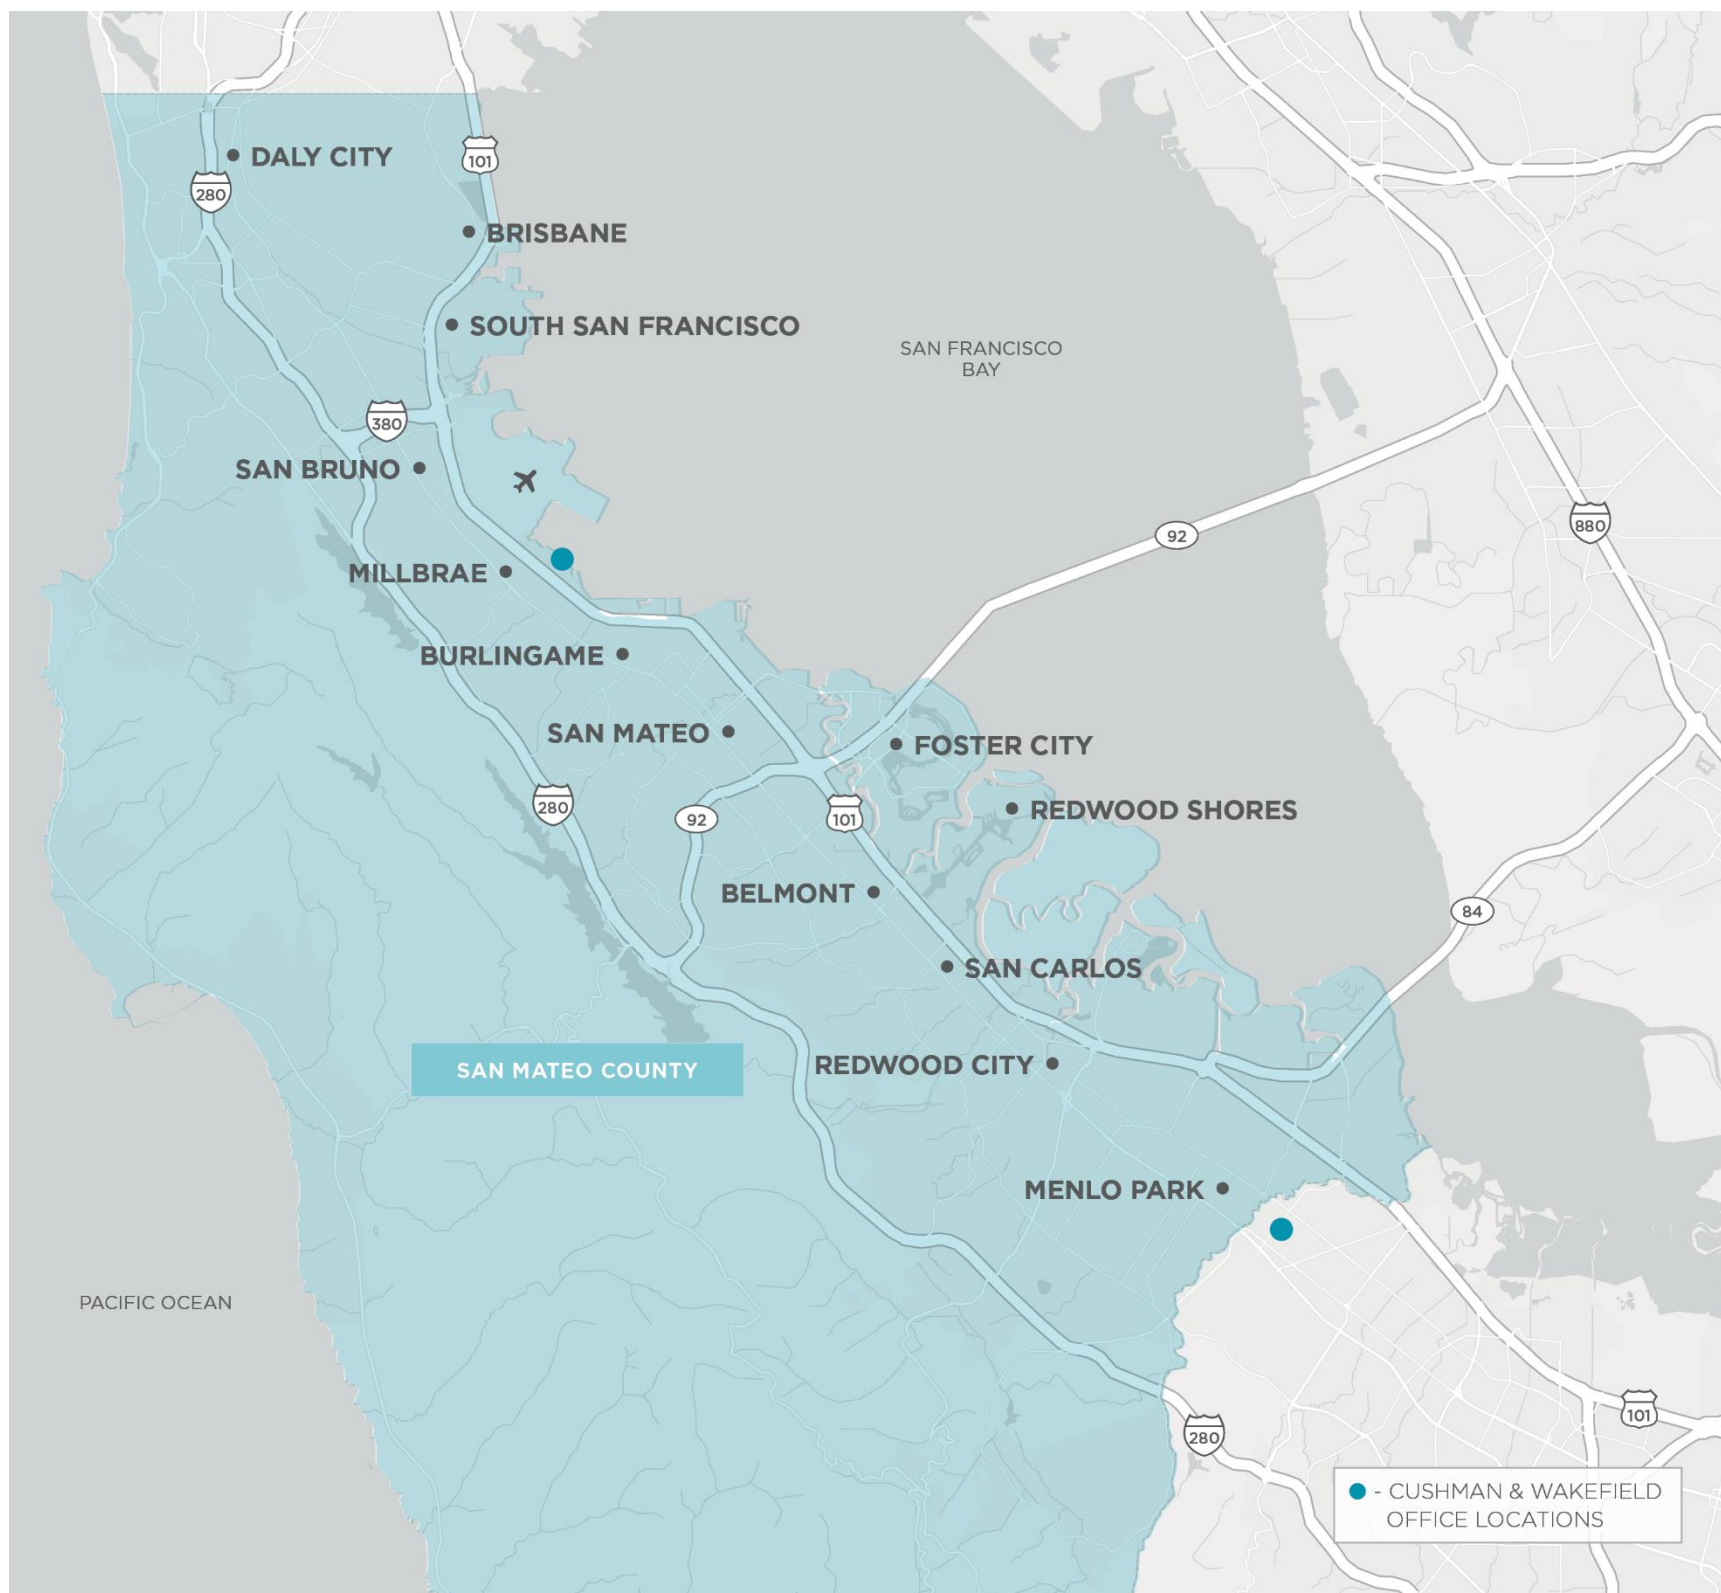 DALY CITY
101
280
BRISBANE
SOUTH SAN FRANCISCO
SAN FRANCISCO
BAY
380
SAN BRUNO
880
92
MILLBRAE
BURLINGAME
SAN MATEO
FOSTER CITY
280
92
101
REDWOOD SHORES
BELMONT
84
SAN CARLOS
REDWOOD CITY
SAN MATEO COUNTY
MENLO PARK
PACIFIC OCEAN
101
280
- CUSHMAN & WAKEFIELD
OFFICE LOCATIONS